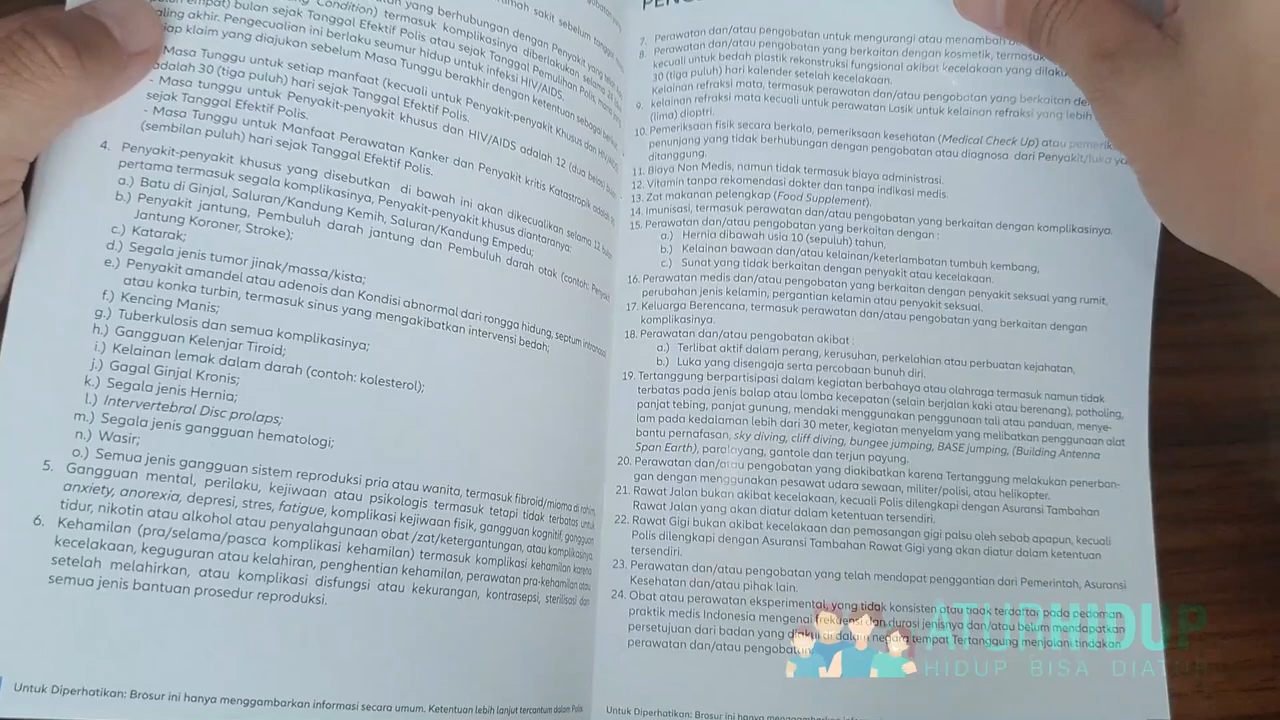 yang berhubungan dengan Penyakit yang
rumah sakit sebelum tanggal
Condition) termasuk komplikasinya diberlakukan selama 24
empat) bulan sejak Tanggal Efektif Polis atau sejak Tanggal Pemulihan Polis, mana
paling akhir. Pengecualian ini berlaku seumur hidup untuk infeksi HIV/AIDS.
klaim yang diajukan sebelum Masa Tunggu berakhir dengan ketentuan sebagai
Masa Tunggu untuk setiap manfaat (kecuali untuk Penyakit-penyakit Khusus dan HIV/AIDS)
adalah 30 (tiga puluh) hari sejak Tanggal Efektif Polis.
- Masa tunggu untuk Penyakit-penyakit khusus dan HIV/AIDS adalah 12 (dua belas)
sejak Tanggal Efektif Polis.
- Masa Tunggu untuk Manfaat Perawatan Kanker dan Penyakit kritis Katastropik adalah
(sembilan puluh) hari sejak Tanggal Efektif Polis.
4. Penyakit-penyakit khusus yang disebutkan di bawah ini akan dikecualikan selama 12 bulan
pertama termasuk segala komplikasinya, Penyakit-penyakit khusus diantaranya:
a.) Batu di Ginjal, Saluran/Kandung Kemih, Saluran/Kandung Empedu;
b.) Penyakit jantung, Pembuluh darah jantung dan Pembuluh darah otak (contoh: Penyakit
Jantung Koroner, Stroke);
c.) Katarak;
d.) Segala jenis tumor jinak/massa/kista;
e.) Penyakit amandel atau adenois dan Kondisi abnormal dari rongga hidung, septum intranasal
atau konka turbin, termasuk sinus yang mengakibatkan intervensi bedah;
f.) Kencing Manis;
g.) Tuberkulosis dan semua komplikasinya;
h.) Gangguan Kelenjar Tiroid;
i.) Kelainan lemak dalam darah (contoh: kolesterol);
j.) Gagal Ginjal Kronis;
k.) Segala jenis Hernia;
l.) Intervertebral Disc prolaps;
m.) Segala jenis gangguan hematologi;
n.) Wasir;
o.) Semua jenis gangguan sistem reproduksi pria atau wanita, termasuk fibroid/mioma di rahim.
5. Gangguan mental, perilaku, kejiwaan atau psikologis termasuk tetapi tidak terbatas untuk
anxiety, anorexia, depresi, stres, fatigue, komplikasi kejiwaan fisik, gangguan kognitif, gangguan
tidur, nikotin atau alkohol atau penyalahgunaan obat/zat/ketergantungan, atau komplikasinya.
6. Kehamilan (pra/selama/pasca komplikasi kehamilan) termasuk komplikasi kehamilan karena
kecelakaan, keguguran atau kelahiran, penghentian kehamilan, perawatan pra-kehamilan atau
setelah melahirkan, atau komplikasi disfungsi atau kekurangan, kontrasepsi, sterilisasi dan
semua jenis bantuan prosedur reproduksi.
Untuk Diperhatikan: Brosur ini hanya menggambarkan informasi secara umum. Ketentuan lebih lanjut tercantum dalam Polis
7. Perawatan dan/atau pengobatan untuk mengurangi atau menambah
8. Perawatan dan/atau pengobatan yang berkaitan dengan kosmetik, termasuk
kecuali untuk bedah plastik rekonstruksi fungsional akibat kecelakaan yang
30 (tiga puluh) hari kalender setelah kecelakaan.
9. Kelainan refraksi mata, termasuk perawatan dan/atau pengobatan yang berkaitan
kelainan refraksi mata kecuali untuk perawatan Lasik untuk kelainan refraksi yang lebih
(lima) dioptri.
10. Pemeriksaan fisik secara berkala, pemeriksaan kesehatan (Medical Check Up) atau
penunjang yang tidak berhubungan dengan pengobatan atau diagnosa dari Penyakit/luka
ditanggung.
11. Biaya Non Medis, namun tidak termasuk biaya administrasi.
12. Vitamin tanpa rekomendasi dokter dan tanpa indikasi medis.
13. Zat makanan pelengkap (Food Supplement).
14. Imunisasi, termasuk perawatan dan/atau pengobatan yang berkaitan dengan komplikasinya.
15. Perawatan dan/atau pengobatan yang berkaitan dengan :
a.) Hernia dibawah usia 10 (sepuluh) tahun,
b.) Kelainan bawaan dan/atau kelainan/keterlambatan tumbuh kembang,
c.) Sunat yang tidak berkaitan dengan penyakit atau kecelakaan.
16. Perawatan medis dan/atau pengobatan yang berkaitan dengan penyakit seksual yang rumit,
perubahan jenis kelamin, pergantian kelamin atau penyakit seksual.
17. Keluarga Berencana, termasuk perawatan dan/atau pengobatan yang berkaitan dengan
komplikasinya.
18. Perawatan dan/atau pengobatan akibat :
a.) Terlibat aktif dalam perang, kerusuhan, perkelahian atau perbuatan kejahatan,
b.) Luka yang disengaja serta percobaan bunuh diri.
19. Tertanggung berpartisipasi dalam kegiatan berbahaya atau olahraga termasuk namun tidak
terbatas pada jenis balap atau lomba kecepatan (selain berjalan kaki atau berenang), potholing,
panjat tebing, panjat gunung, mendaki menggunakan penggunaan tali atau panduan, menye-
lam pada kedalaman lebih dari 30 meter, kegiatan menyelam yang melibatkan penggunaan alat
bantu pernafasan, sky diving, cliff diving, bungee jumping, BASE jumping, (Building Antenna
Span Earth), paralayang, gantole dan terjun payung.
20. Perawatan dan/atau pengobatan yang diakibatkan karena Tertanggung melakukan penerban-
gan dengan menggunakan pesawat udara sewaan, militer/polisi, atau helikopter.
21. Rawat Jalan bukan akibat kecelakaan, kecuali Polis dilengkapi dengan Asuransi Tambahan
Rawat Jalan yang akan diatur dalam ketentuan tersendiri.
22. Rawat Gigi bukan akibat kecelakaan dan pemasangan gigi palsu oleh sebab apapun, kecuali
Polis dilengkapi dengan Asuransi Tambahan Rawat Gigi yang akan diatur dalam ketentuan
tersendiri.
23. Perawatan dan/atau pengobatan yang telah mendapat penggantian dari Pemerintah, Asuransi
Kesehatan dan/atau pihak lain.
24. Obat atau perawatan eksperimental, yang tidak konsisten atau tidak terdaftar pada pedoman
praktik medis Indonesia mengenai frekuensi dan durasi jenisnya dan/atau belum mendapatkan
persetujuan dari badan yang diakui di dalam negara tempat Tertanggung menjalani tindakan
perawatan dan/atau pengobatan
Untuk Diperhatikan: Brosur ini hanya menggambarkan
ATURHIDUP
HIDUP BISA DIATUR